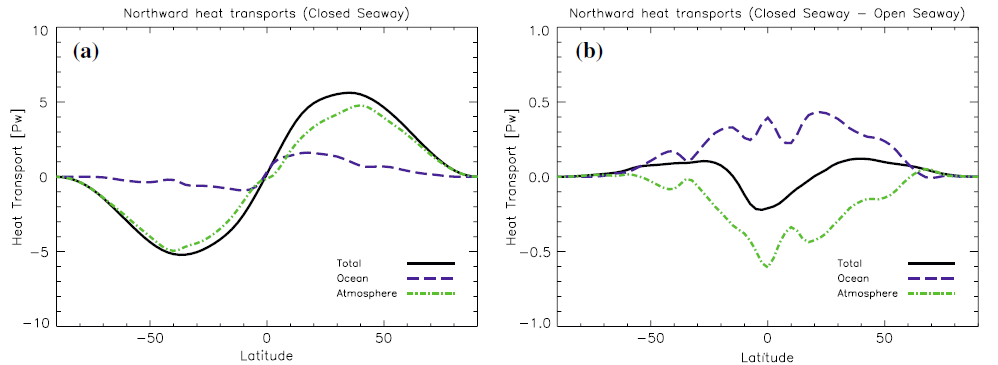 Northward heat transports (Closed Seaway)
(a)
10
5
0
−5
−10
Heat Transport [Pw]
−50
0
50
Latitude
Total
Ocean
Atmosphere
Northward heat transports (Closed Seaway − Open Seaway)
(b)
1.0
0.5
0.0
−0.5
−1.0
Heat Transport [Pw]
−50
0
50
Latitude
Total
Ocean
Atmosphere